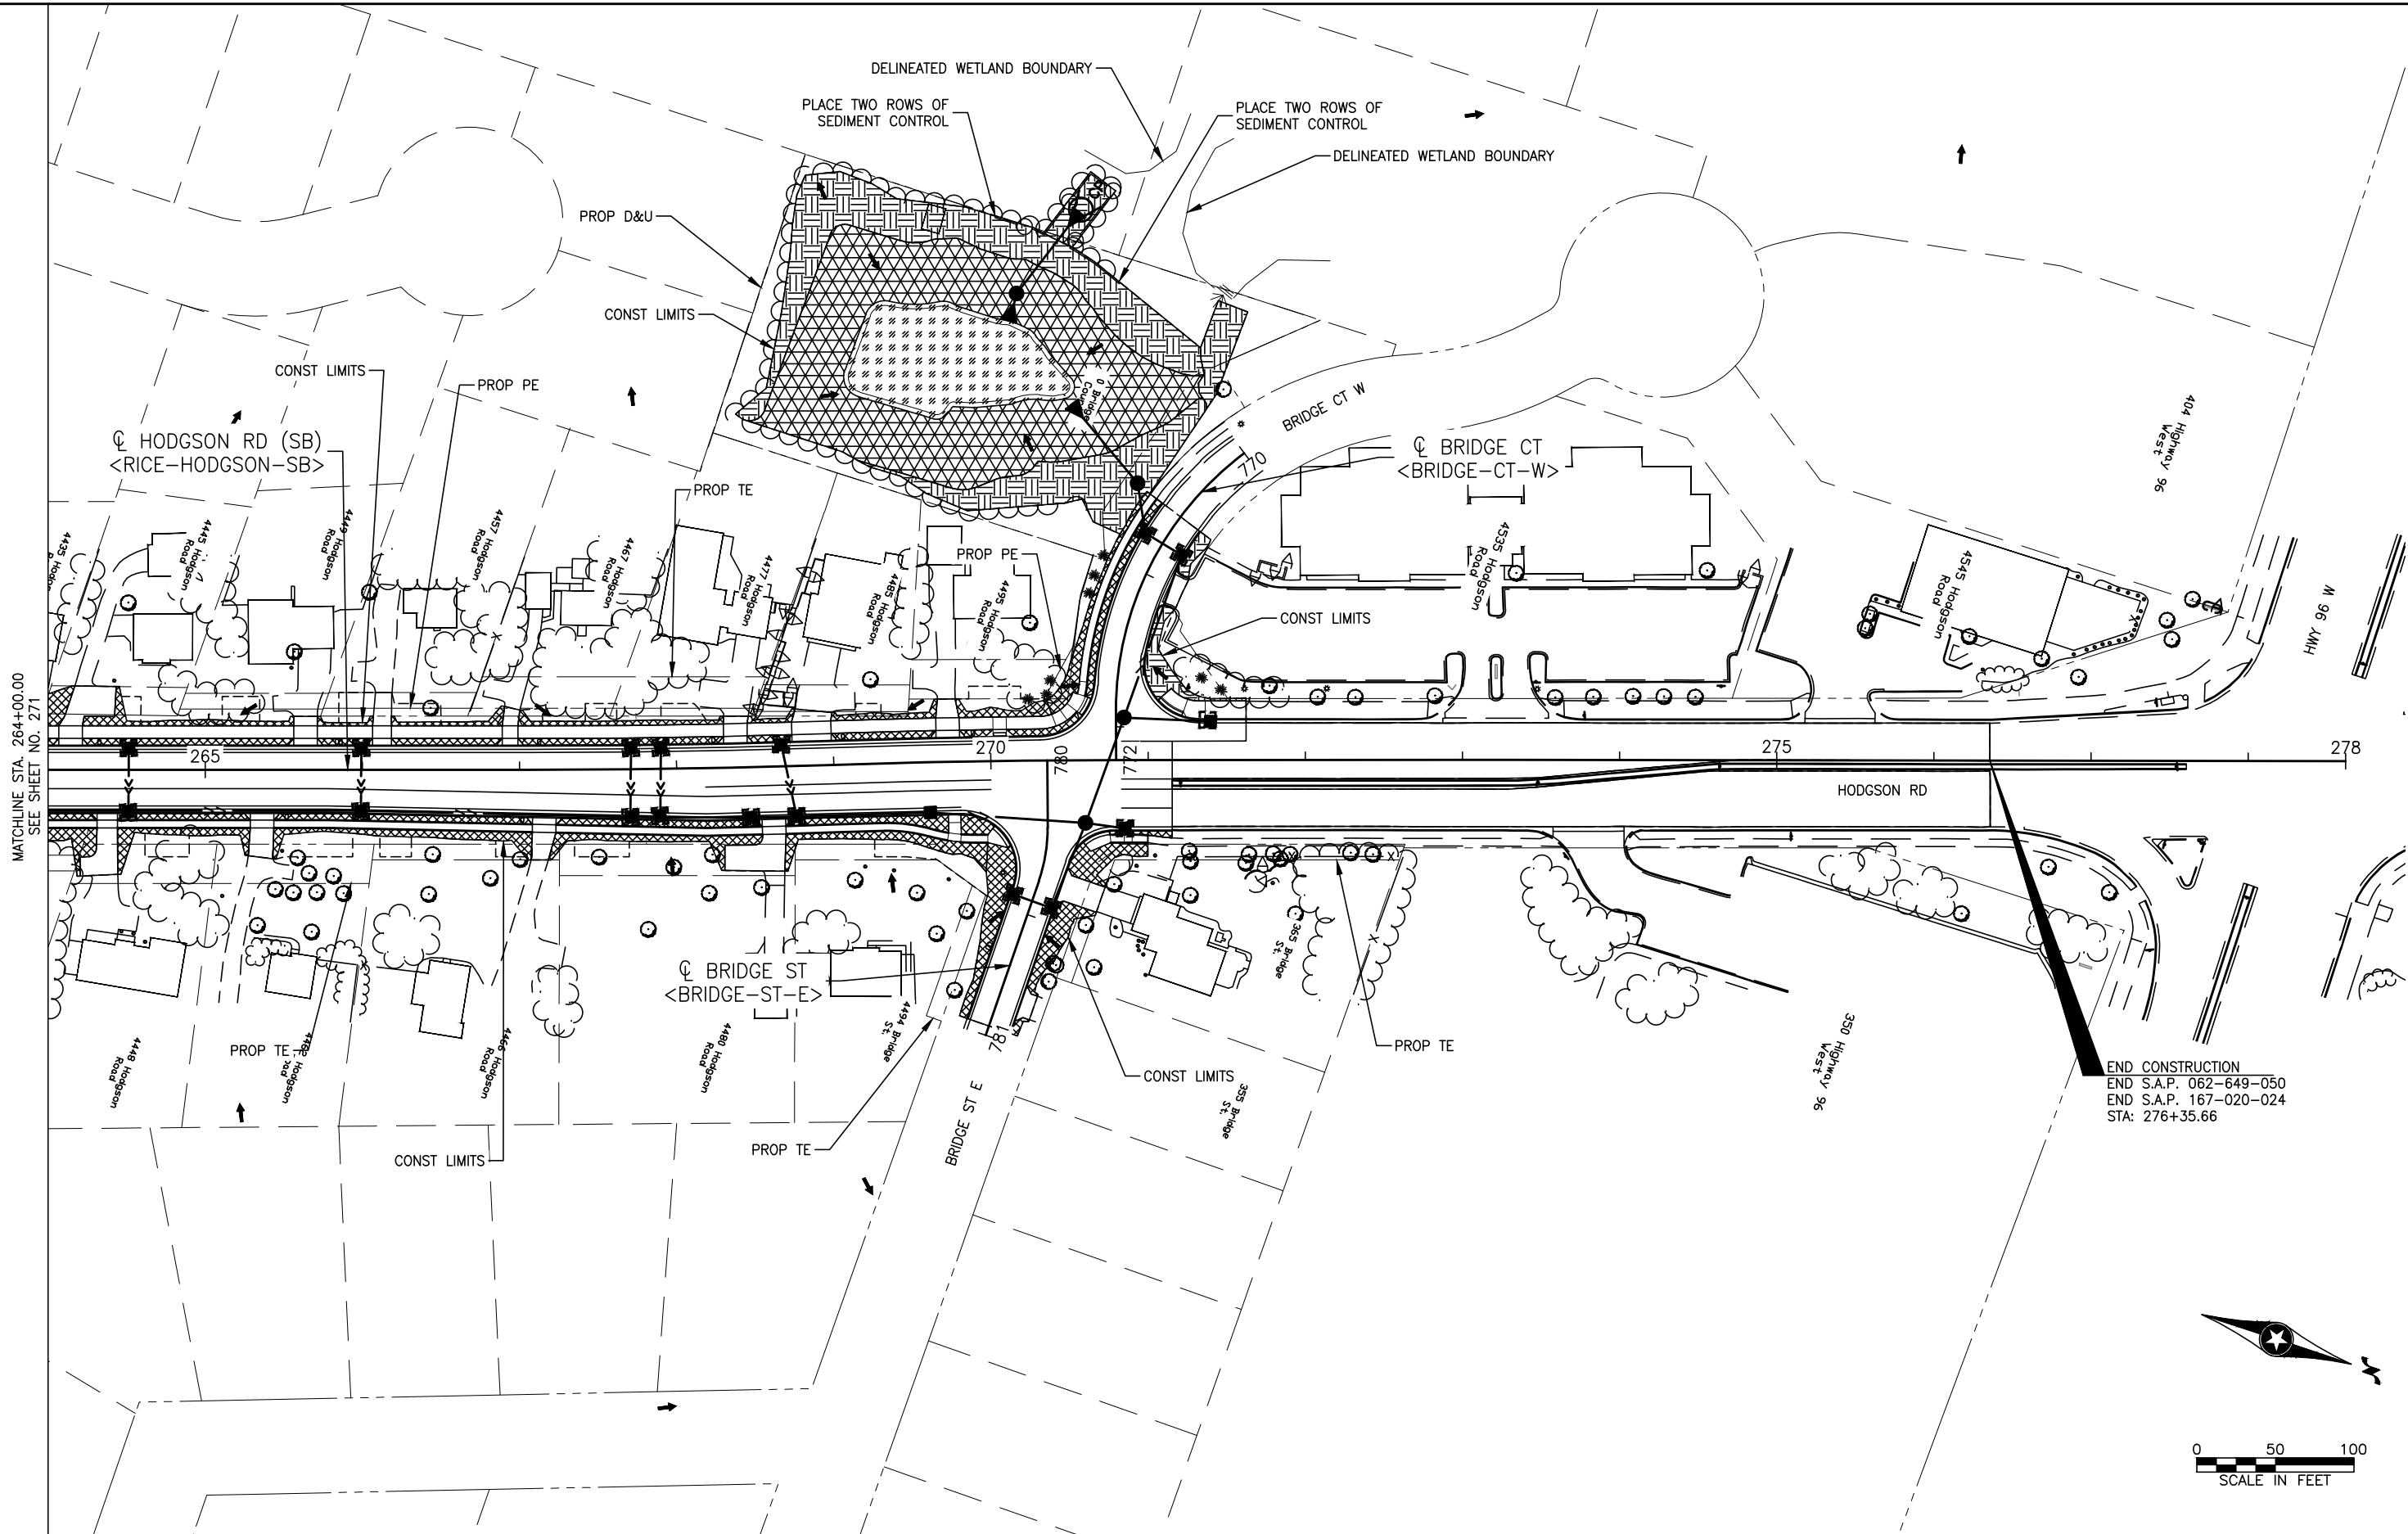 DELINEATED WETLAND BOUNDARY
PLACE TWO ROWS OF
SEDIMENT CONTROL
PLACE TWO ROWS OF
SEDIMENT CONTROL
DELINEATED WETLAND BOUNDARY
PROP D&U
CONST LIMITS
CONST LIMITS
PROP PE
℄ HODGSON RD (SB)
<RICE-HODGSON-SB>
BRIDGE CT W
℄ BRIDGE CT
<BRIDGE-CT-W>
770
404 Highway 96
West
PROP TE
PROP PE
4445 Hodgson
Road
4449 Hodgson
Road
4457 Hodgson
Road
4467 Hodgson
Road
4477 Hodgson
Road
4485 Hodgson
Road
4495 Hodgson
Road
4535 Hodgson
Road
4545 Hodgson
Road
HWY 96 W
CONST LIMITS
MATCHLINE STA. 264+00.00
SEE SHEET NO. 271
265
270
780
772
275
278
HODGSON RD
℄ BRIDGE ST
<BRIDGE-ST-E>
365 Bridge
St.
4448 Hodgson
Road
PROP TE
4466 Hodgson
Road
4480 Hodgson
Road
4494 Bridge
St.
781
PROP TE
CONST LIMITS
355 Bridge
St.
350 Highway 96
West
END CONSTRUCTION
END S.A.P. 062-649-050
END S.A.P. 167-020-024
STA: 276+35.66
CONST LIMITS
PROP TE
BRIDGE ST E
0 50 100
SCALE IN FEET